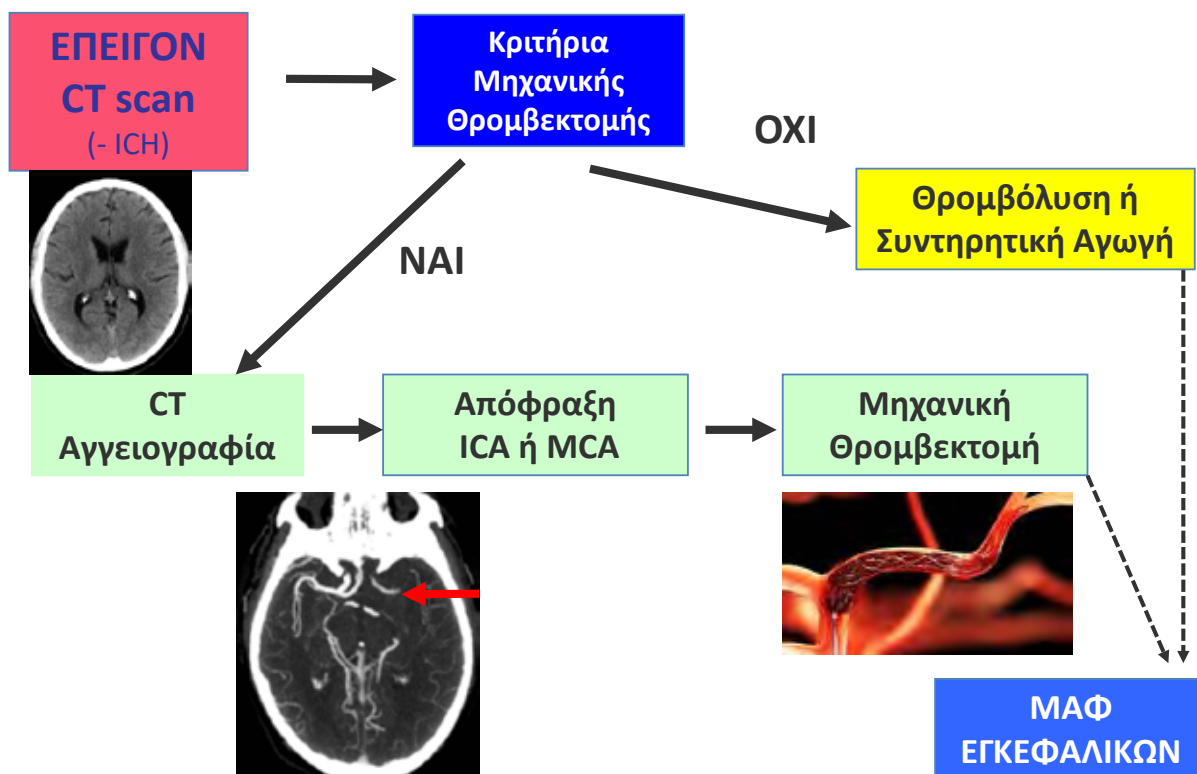 ΕΠΕΙΓΟΝ
CT scan
(- ICH)
Κριτήρια
Μηχανικής
Θρομβεκτομής
ΟΧΙ
Θρομβόλυση ή
Συντηρητική Αγωγή
ΝΑΙ
CT
Αγγειογραφία
Απόφραξη
ICA ή MCA
Μηχανική
Θρομβεκτομή
ΜΑΦ
ΕΓΚΕΦΑΛΙΚΩΝ